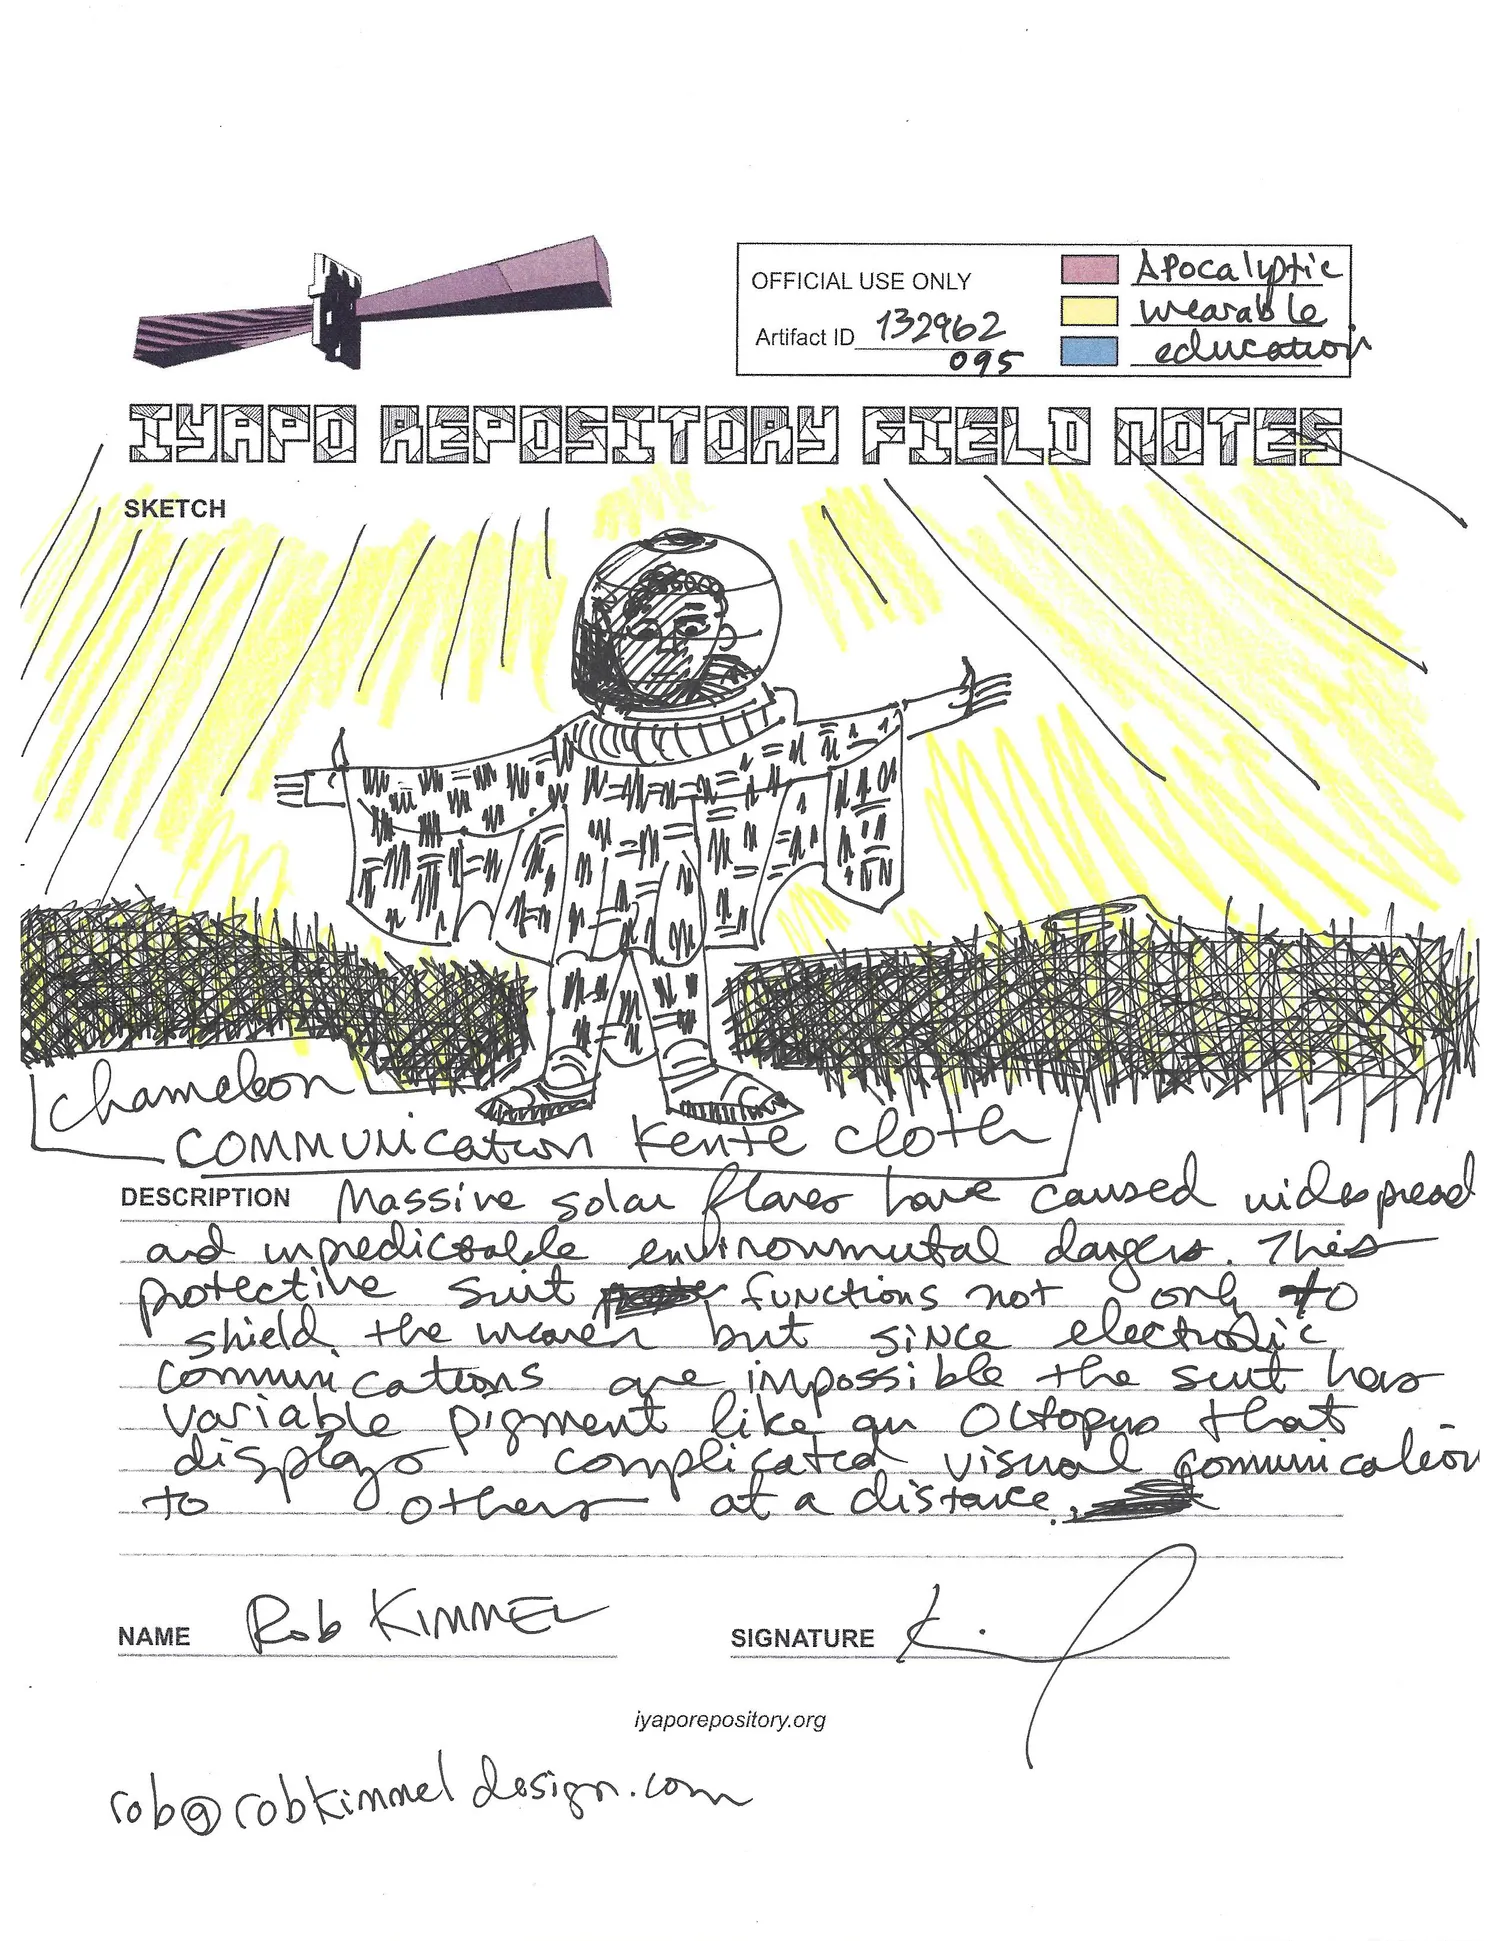 OFFICIAL USE ONLY
Artifact ID 132962
095
Apocalyptic
wearable
education
IYAPO REPOSITORY FIELD NOTES
SKETCH
Chameleon
communication Kente cloth
DESCRIPTION Massive solar flares have caused widespread
and unpredictable environmental dangers. This
protective suit functions not only to
shield the wearer but since electronic
communications are impossible the suit has
variable pigment like an octopus that
displays complicated visual communication
to others at a distance.
NAME Rob KIMMEL
SIGNATURE
iyaporepository.org
rob@robkimmeldesign.com